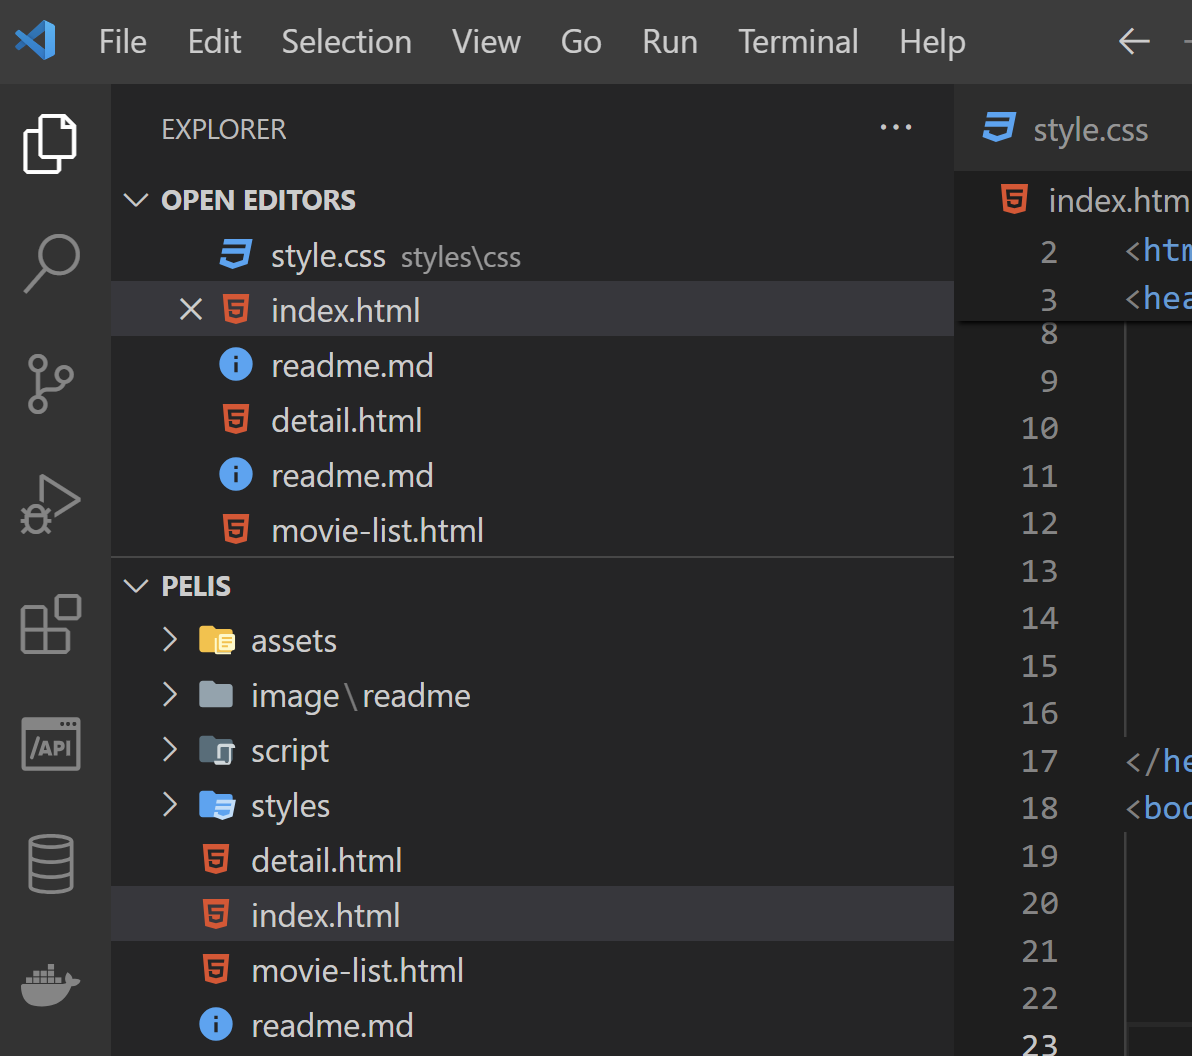 File Edit Selection View Go Run Terminal Help
EXPLORER
OPEN EDITORS
style.css styles\css
index.html
readme.md
detail.html
readme.md
movie-list.html
PELIS
assets
image\readme
script
styles
detail.html
index.html
movie-list.html
readme.md
/API
style.css
index.htm
2 <htm
3 <hea
8
9
10
11
12
13
14
15
16
17 </he
18 <bod
19
20
21
22
23